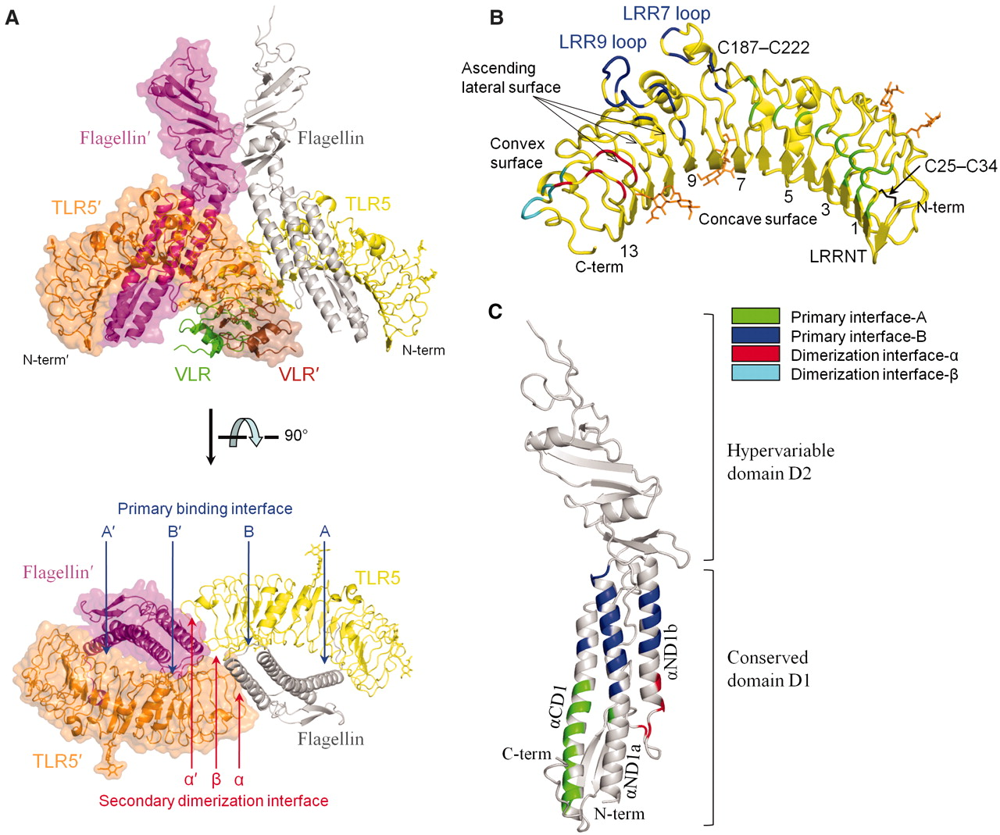 A
Flagellin′
Flagellin
TLR5′
TLR5
N-term′
N-term
VLR
VLR′
90°
Primary binding interface
A′
B′
B
A
Flagellin′
TLR5
Flagellin
TLR5′
α′
β
α
Secondary dimerization interface
B
LRR7 loop
LRR9 loop
C187–C222
Ascending
lateral surface
Convex
surface
C25–C34
9
7
5
3
1
N-term
Concave surface
13
LRRNT
C-term
C
Primary interface-A
Primary interface-B
Dimerization interface-α
Dimerization interface-β
Hypervariable
domain D2
αND1b
Conserved
domain D1
αCD1
C-term
αND1a
N-term